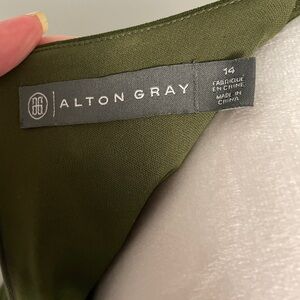 ALTON GRAY
14
FABRIQUÉ
EN CHINE
MADE IN
CHINA